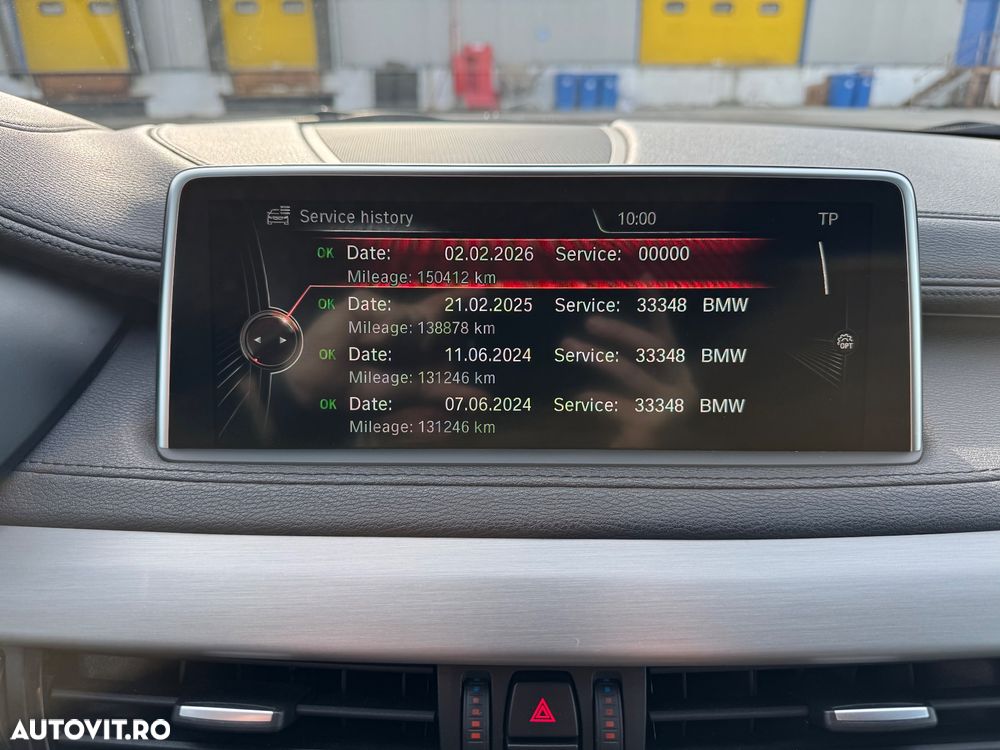 Service history 10:00 TP
OK Date: 02.02.2026 Service: 00000
Mileage: 150412 km
OK Date: 21.02.2025 Service: 33348 BMW
Mileage: 138878 km
OK Date: 11.06.2024 Service: 33348 BMW
Mileage: 131246 km
OK Date: 07.06.2024 Service: 33348 BMW
Mileage: 131246 km
OPT
AUTOVIT.RO